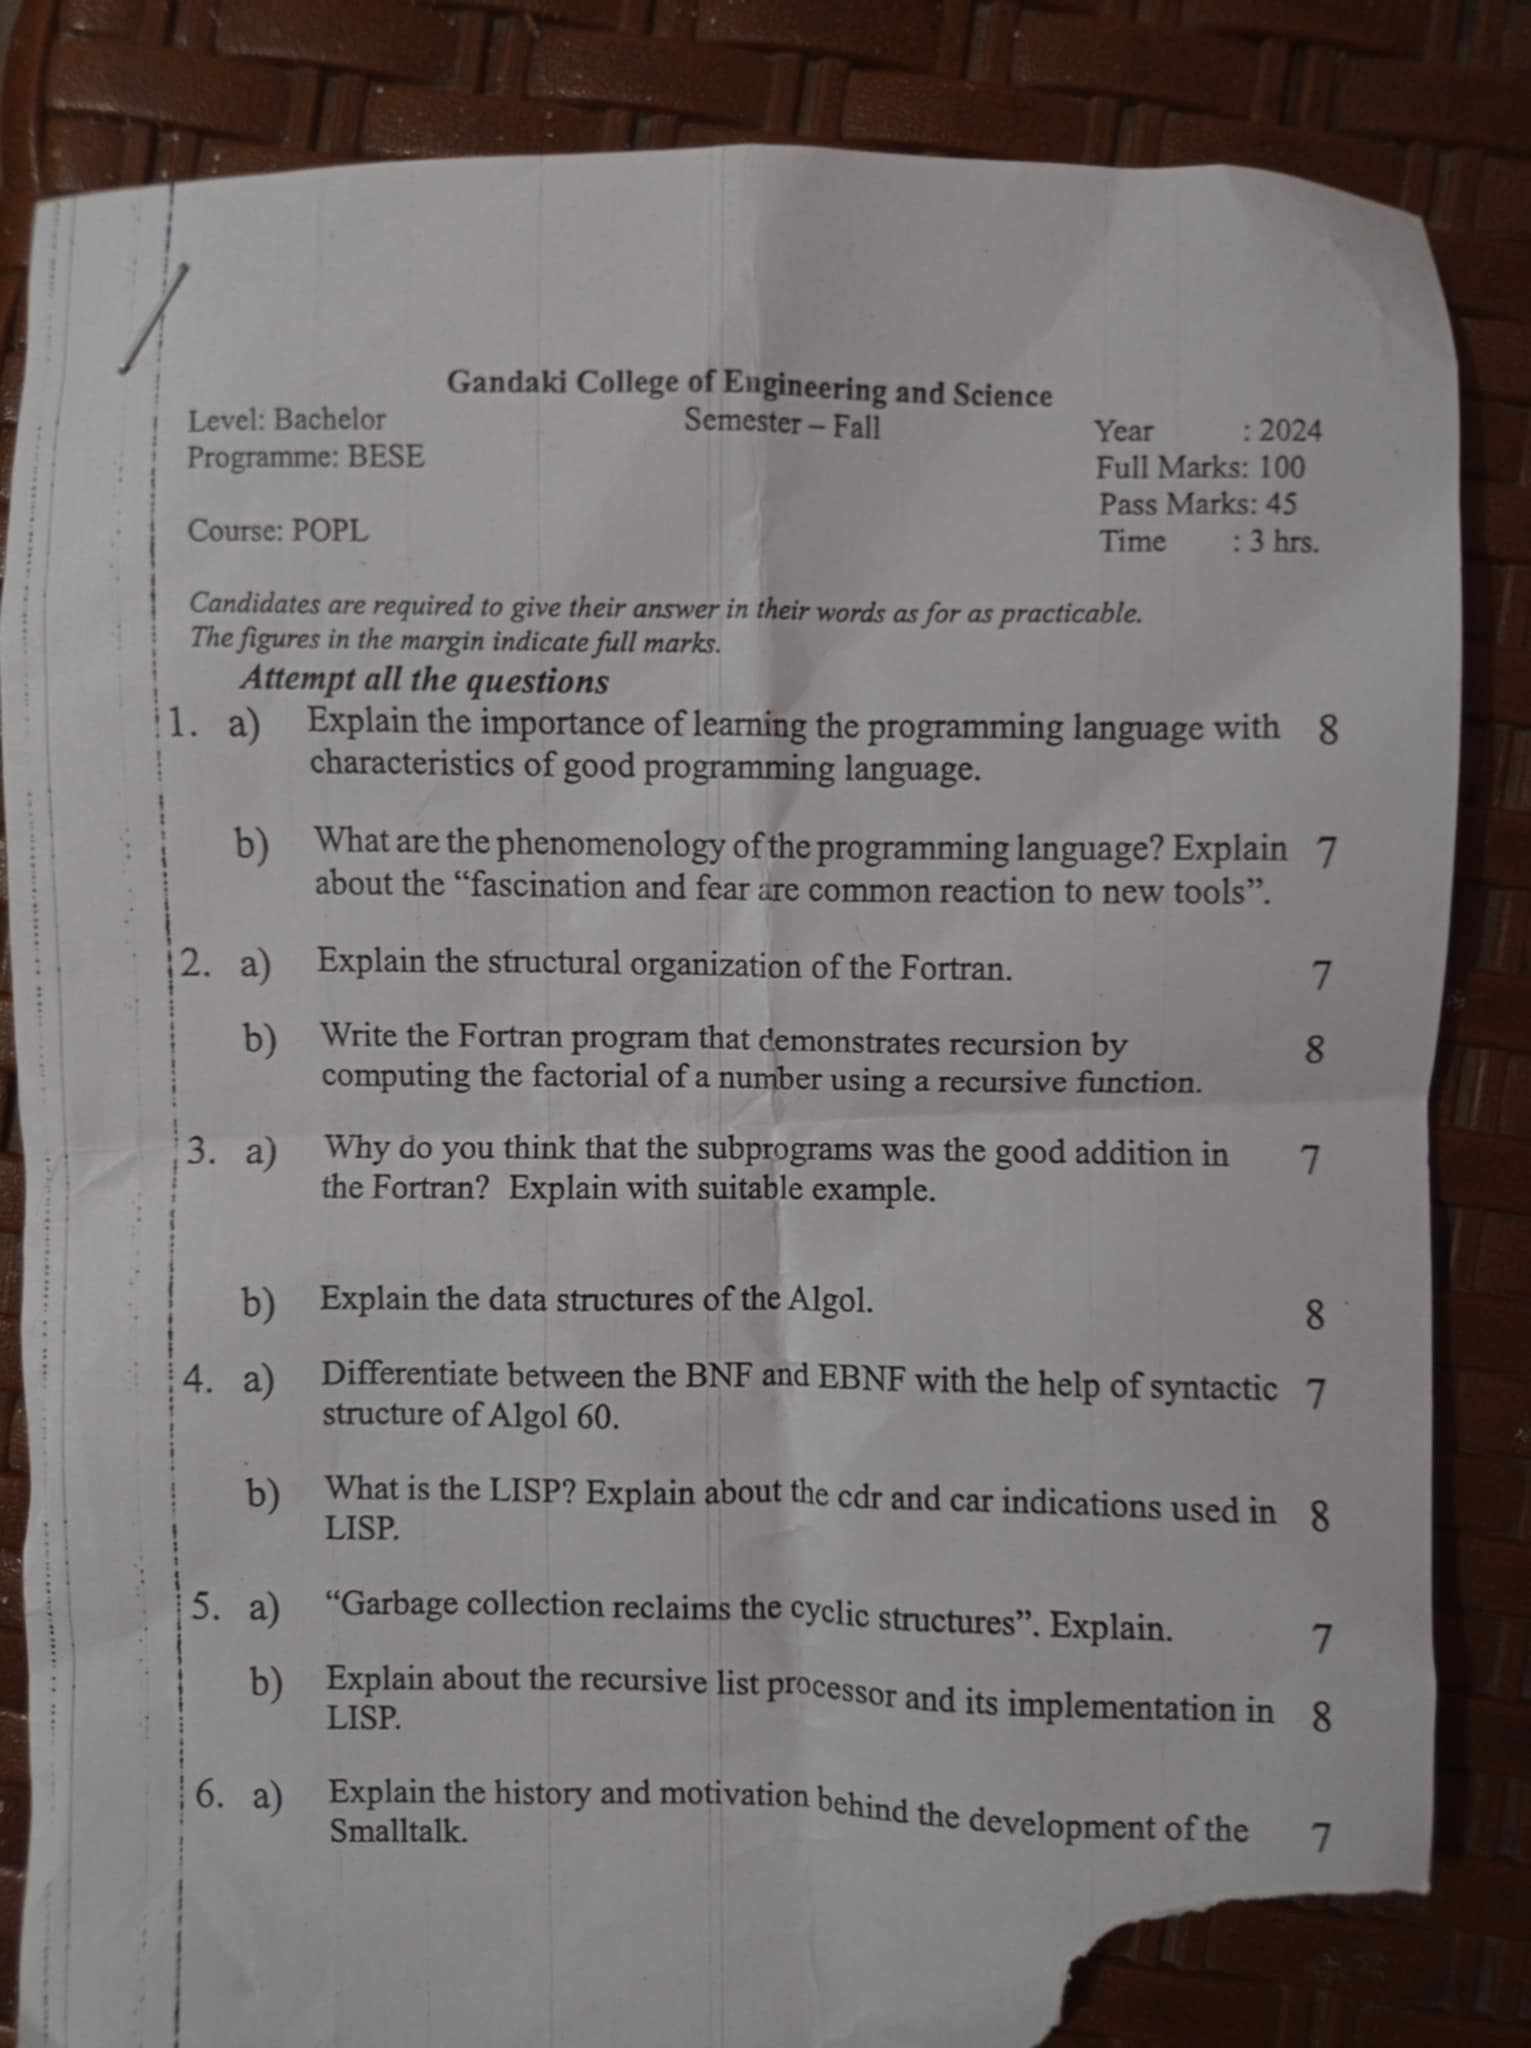 Gandaki College of Engineering and Science
Level: Bachelor Semester – Fall Year : 2024
Programme: BESE Full Marks: 100
Pass Marks: 45
Course: POPL Time : 3 hrs.
Candidates are required to give their answer in their words as for as practicable.
The figures in the margin indicate full marks.
Attempt all the questions
1. a) Explain the importance of learning the programming language with 8
characteristics of good programming language.
b) What are the phenomenology of the programming language? Explain 7
about the “fascination and fear are common reaction to new tools”.
2. a) Explain the structural organization of the Fortran. 7
b) Write the Fortran program that demonstrates recursion by 8
computing the factorial of a number using a recursive function.
3. a) Why do you think that the subprograms was the good addition in 7
the Fortran? Explain with suitable example.
b) Explain the data structures of the Algol. 8
4. a) Differentiate between the BNF and EBNF with the help of syntactic 7
structure of Algol 60.
b) What is the LISP? Explain about the cdr and car indications used in 8
LISP.
5. a) “Garbage collection reclaims the cyclic structures”. Explain. 7
b) Explain about the recursive list processor and its implementation in 8
LISP.
6. a) Explain the history and motivation behind the development of the 7
Smalltalk.